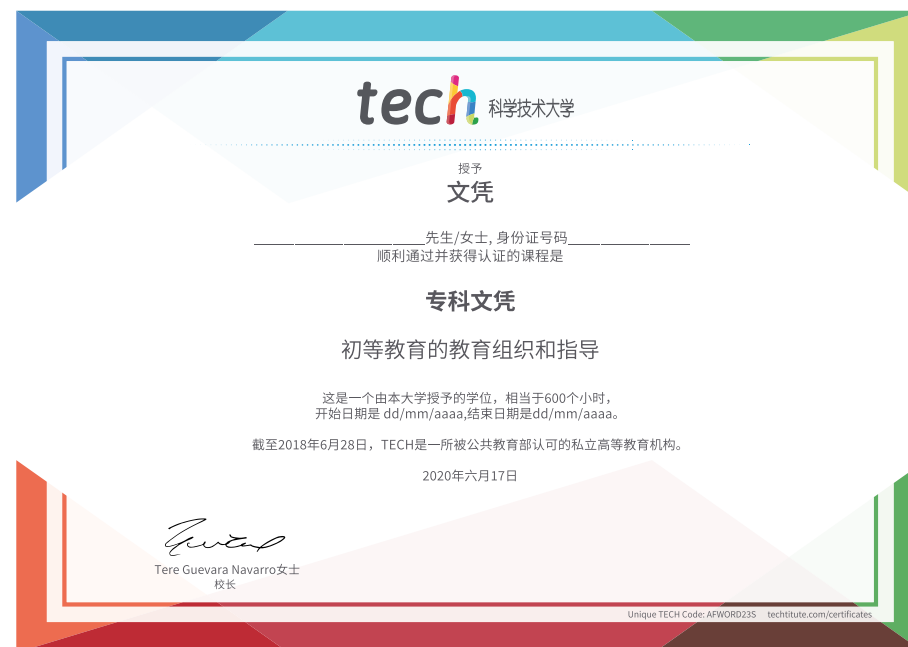 tech 科学技术大学
授予
文凭
先生/女士, 身份证号码
顺利通过并获得认证的课程是
专科文凭
初等教育的教育组织和指导
这是一个由本大学授予的学位，相当于600个小时，
开始日期是 dd/mm/aaaa,结束日期是dd/mm/aaaa。
截至2018年6月28日，TECH是一所被公共教育部认可的私立高等教育机构。
2020年六月17日
Tere Guevara Navarro女士
校长
Unique TECH Code: AFWORD23S techtitute.com/certificates